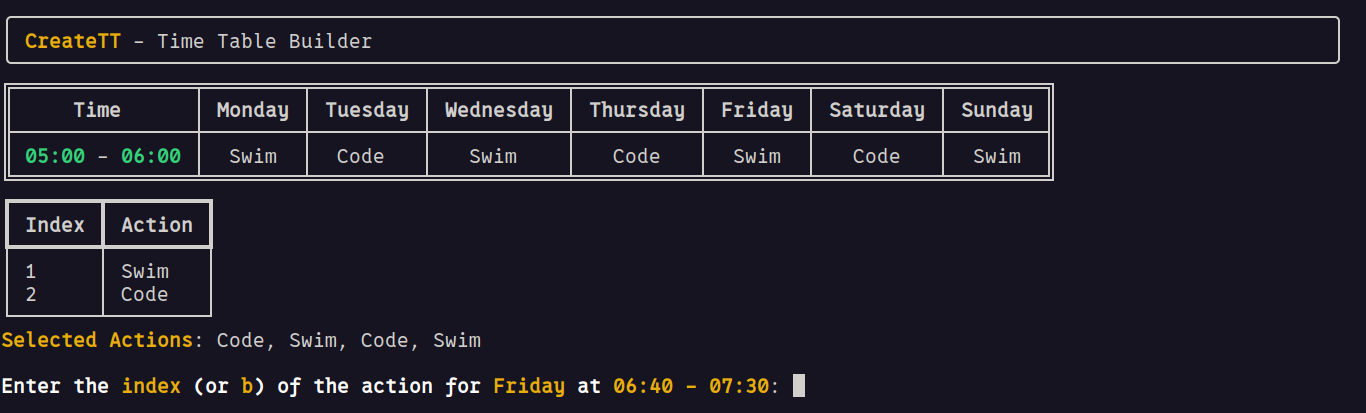 CreateTT - Time Table Builder
Time Monday Tuesday Wednesday Thursday Friday Saturday Sunday
05:00 - 06:00 Swim Code Swim Code Swim Code Swim
Index Action
1 Swim
2 Code
Selected Actions: Code, Swim, Code, Swim
Enter the index (or b) of the action for Friday at 06:40 - 07:30: